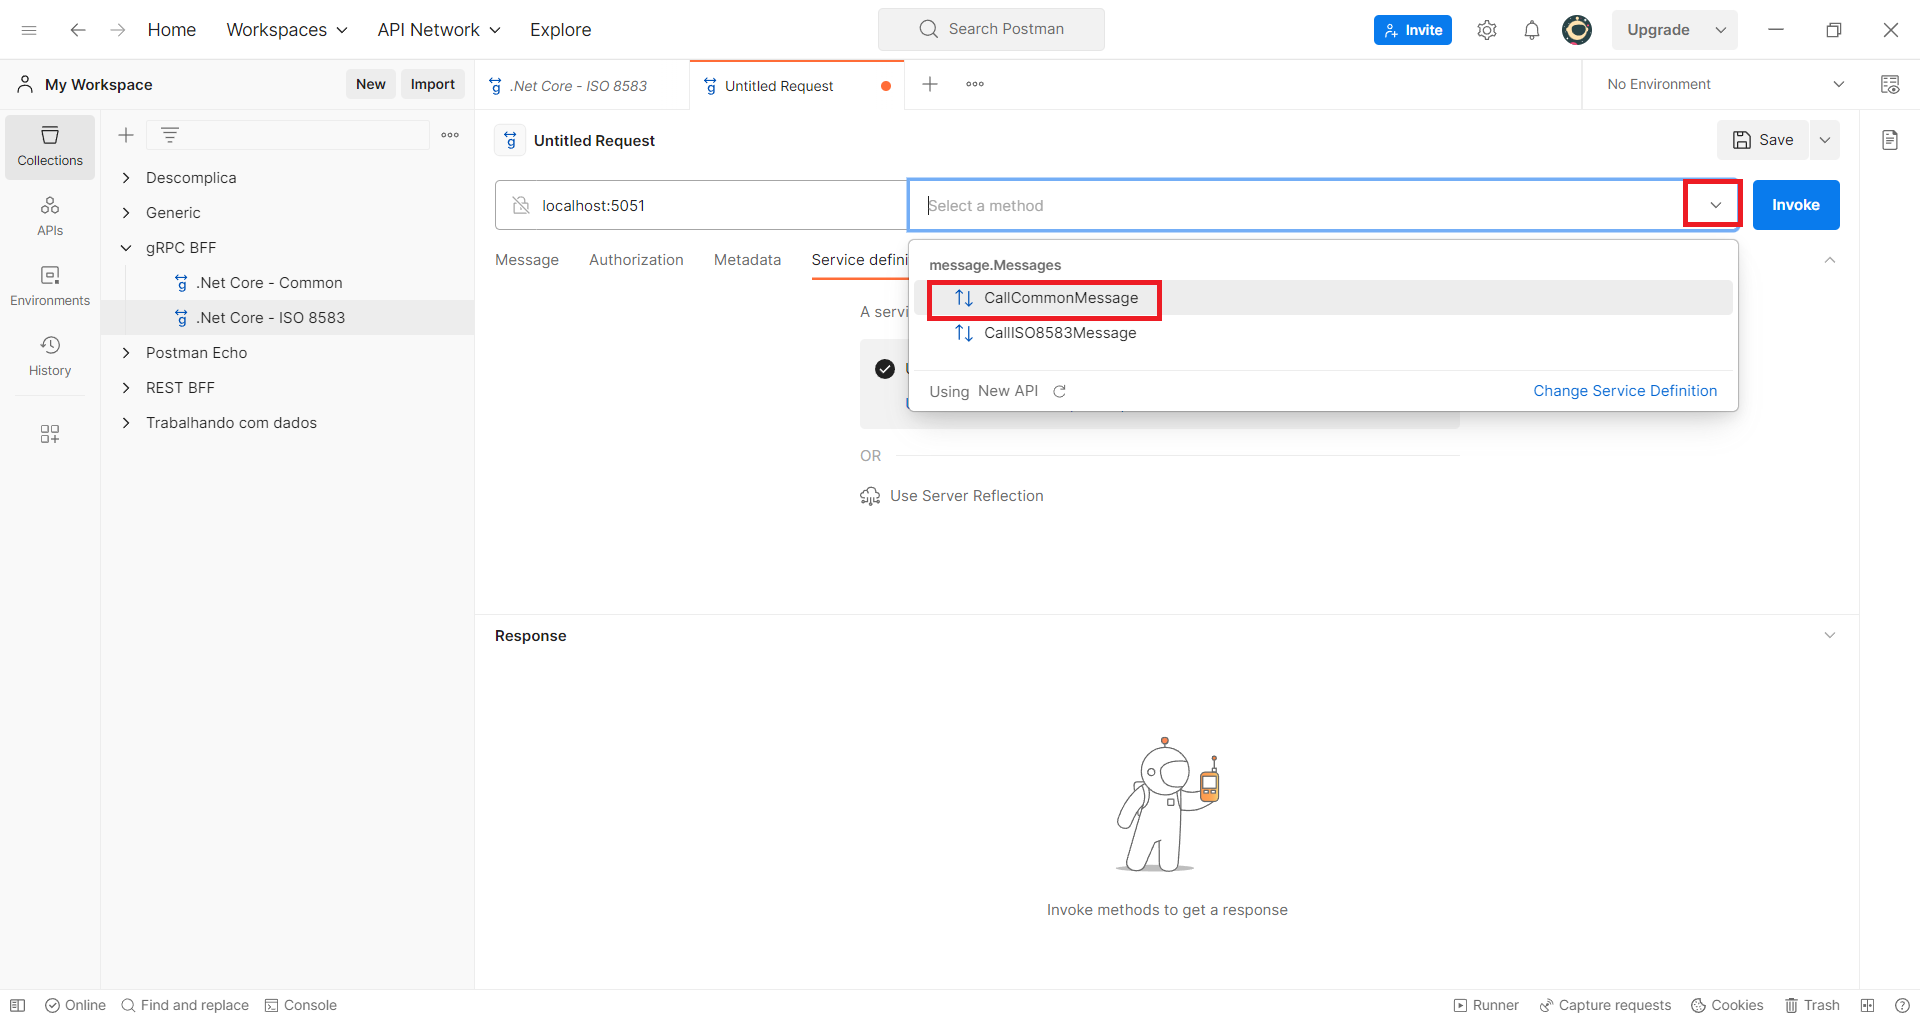 Home
Workspaces
API Network
Explore
Search Postman
Invite
Upgrade
My Workspace
New
Import
.Net Core - ISO 8583
Untitled Request
No Environment
Collections
APIs
Environments
History
Descomplica
Generic
gRPC BFF
.Net Core - Common
.Net Core - ISO 8583
Postman Echo
REST BFF
Trabalhando com dados
Untitled Request
Save
localhost:5051
Select a method
Invoke
Message
Authorization
Metadata
Service defini
message.Messages
CallCommonMessage
CallISO8583Message
Using New API
Change Service Definition
A servi
OR
Use Server Reflection
Response
Invoke methods to get a response
Online
Find and replace
Console
Runner
Capture requests
Cookies
Trash